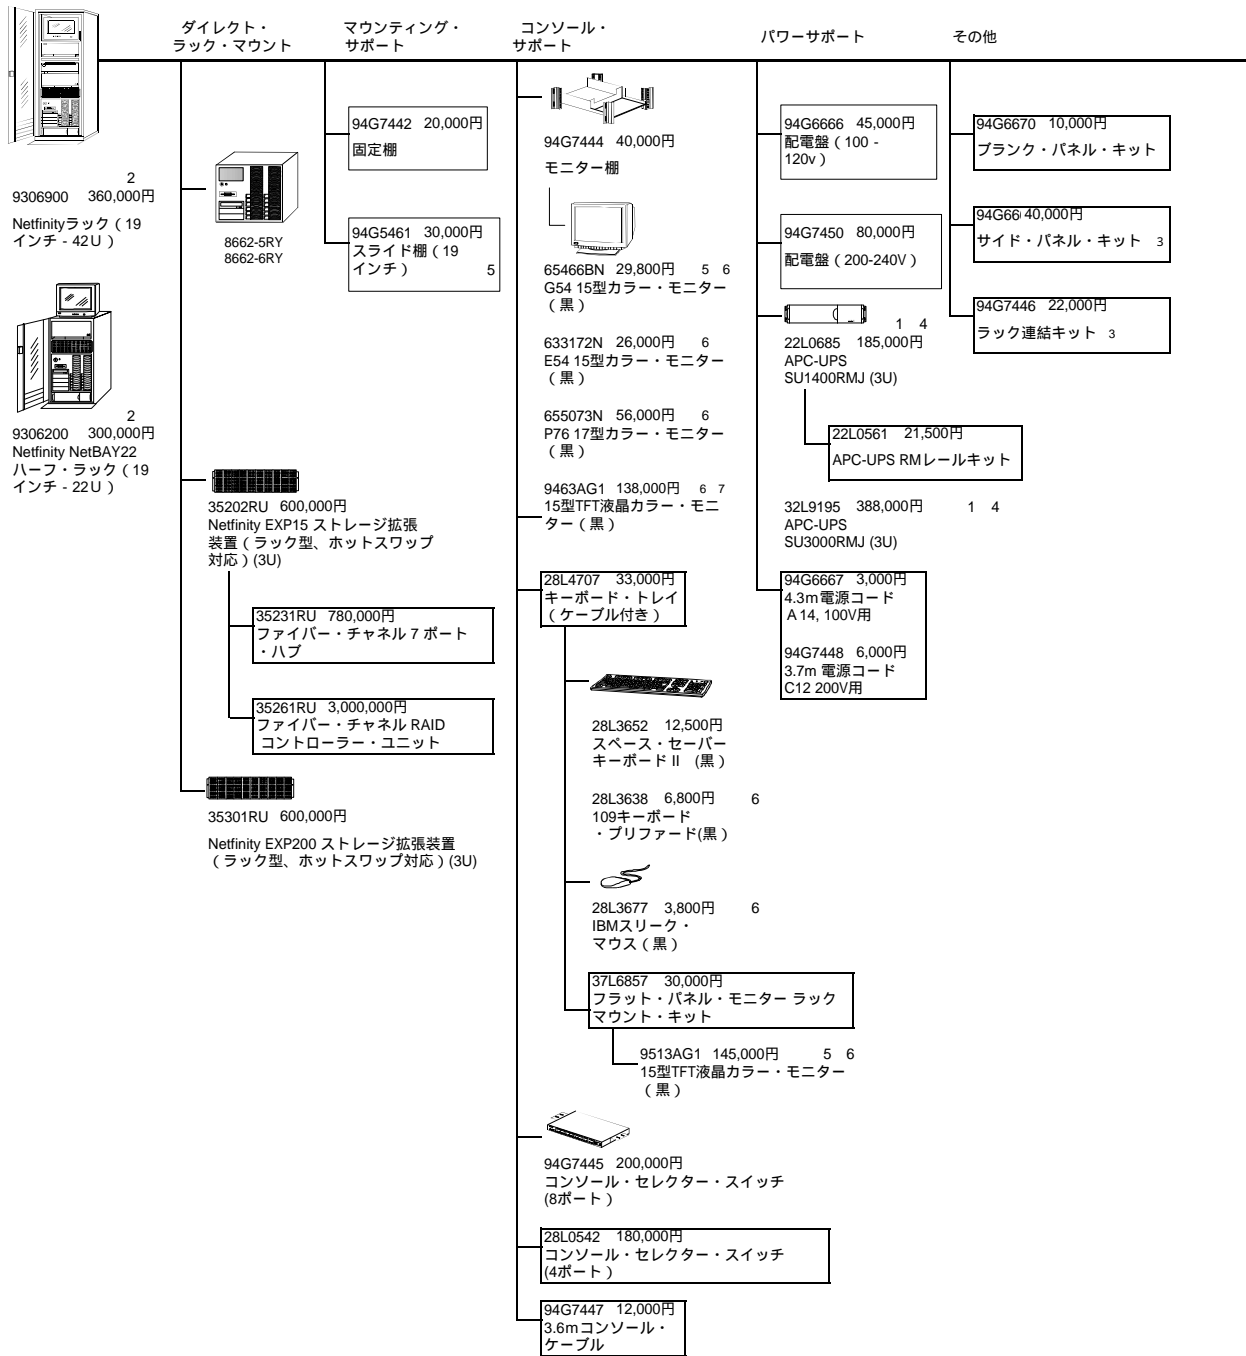 ダイレクト・
ラック・マウント
マウンティング・
サポート
コンソール・
サポート
パワーサポート
その他
2
9306900 360,000円
Netfinityラック（19
インチ - 42U ）
2
9306200 300,000円
Netfinity NetBAY22
ハーフ・ラック（19
インチ - 22U ）
8662-5RY
8662-6RY
35202RU 600,000円
Netfinity EXP15 ストレージ拡張
装置（ラック型、ホットスワップ
対応）(3U)
35231RU 780,000円
ファイバー・チャネル 7 ポート
・ハブ
35261RU 3,000,000円
ファイバー・チャネル RAID
コントローラー・ユニット
35301RU 600,000円
Netfinity EXP200 ストレージ拡張装置
（ラック型、ホットスワップ対応）(3U)
94G7442 20,000円
固定棚
94G5461 30,000円
スライド棚（19
インチ） 5
94G7444 40,000円
モニター棚
65466BN 29,800円 5 6
G54 15型カラー・モニター
（黒）
633172N 26,000円 6
E54 15型カラー・モニター
（黒）
655073N 56,000円 6
P76 17型カラー・モニター
（黒）
9463AG1 138,000円 6 7
15型TFT液晶カラー・モニ
ター（黒）
28L4707 33,000円
キーボード・トレイ
（ケーブル付き）
28L3652 12,500円
スペース・セーバー
キーボード II (黒）
28L3638 6,800円 6
109キーボード
・プリファード(黒）
28L3677 3,800円 6
IBMスリーク・
マウス（黒）
37L6857 30,000円
フラット・パネル・モニター ラック
マウント・キット
9513AG1 145,000円 5 6
15型TFT液晶カラー・モニター
（黒）
94G7445 200,000円
コンソール・セレクター・スイッチ
(8ポート）
28L0542 180,000円
コンソール・セレクター・スイッチ
(4ポート）
94G7447 12,000円
3.6mコンソール・
ケーブル
94G6666 45,000円
配電盤（100 -
120v）
94G7450 80,000円
配電盤（200-240V）
1 4
22L0685 185,000円
APC-UPS
SU1400RMJ (3U)
22L0561 21,500円
APC-UPS RMレールキット
32L9195 388,000円 1 4
APC-UPS
SU3000RMJ (3U)
94G6667 3,000円
4.3m電源コード
A 14, 100V用
94G7448 6,000円
3.7m 電源コード
C12 200V用
94G6670 10,000円
ブランク・パネル・キット
40,000円
サイド・パネル・キット 3
94G7446 22,000円
ラック連結キット 3